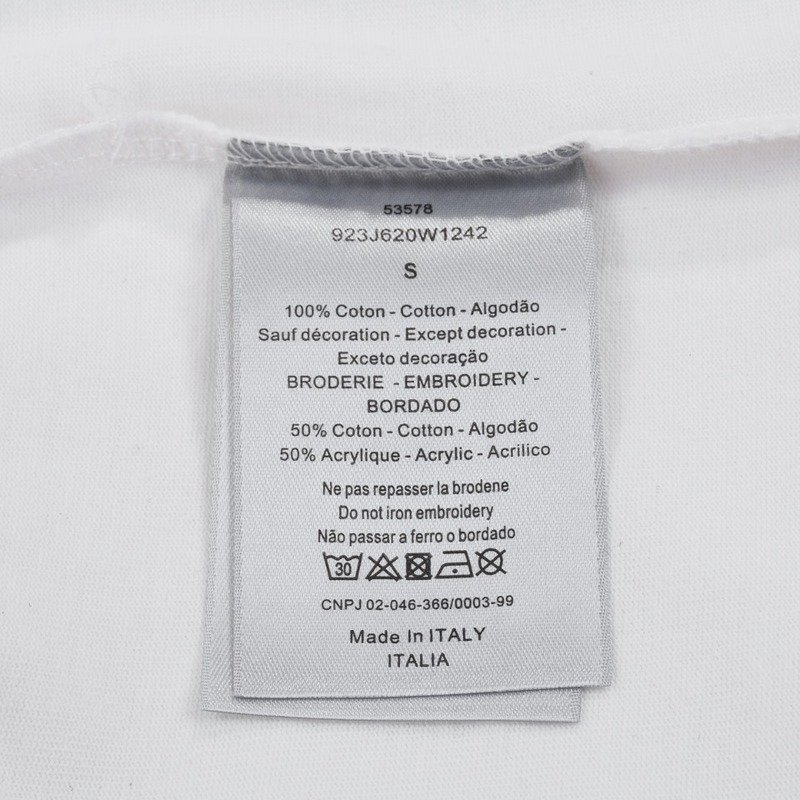 53578
923J620W1242
S
100% Coton - Cotton - Algodão
Sauf décoration - Except decoration -
Exceto decoração
BRODERIE - EMBROIDERY -
BORDADO
50% Coton - Cotton - Algodão
50% Acrylique - Acrylic - Acrilico
Ne pas repasser la brodene
Do not iron embroidery
Não passar a ferro o bordado
30
CNPJ 02-046-366/0003-99
Made In ITALY
ITALIA